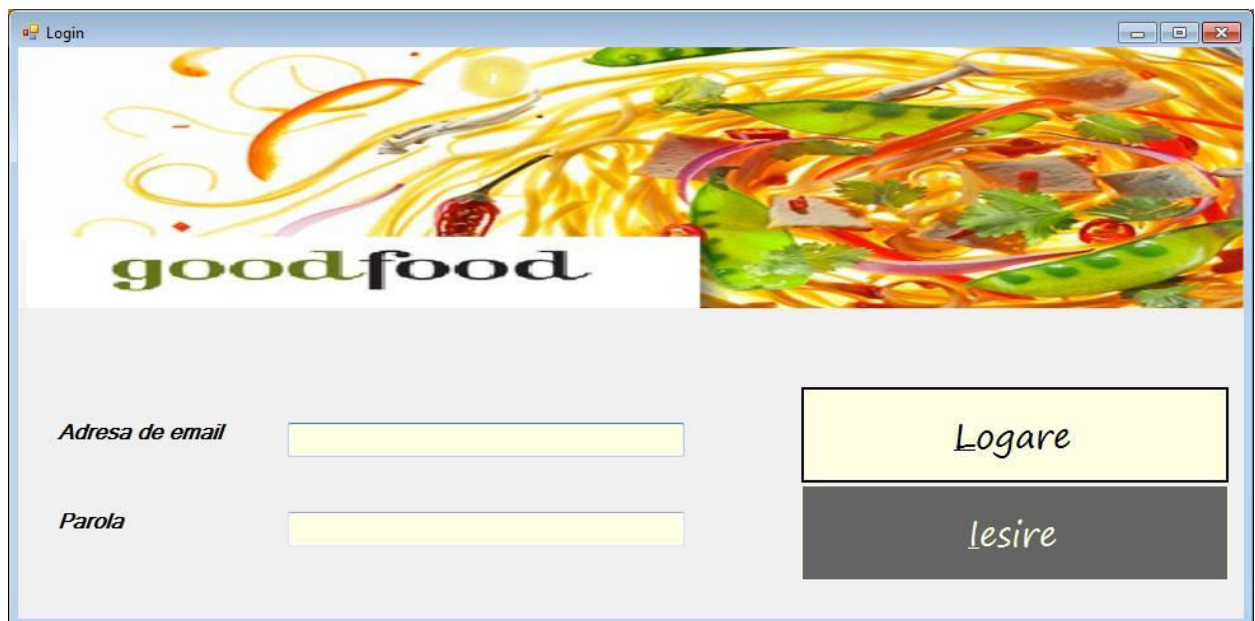 Login
goodfood
Adresa de email
Logare
Parola
Iesire